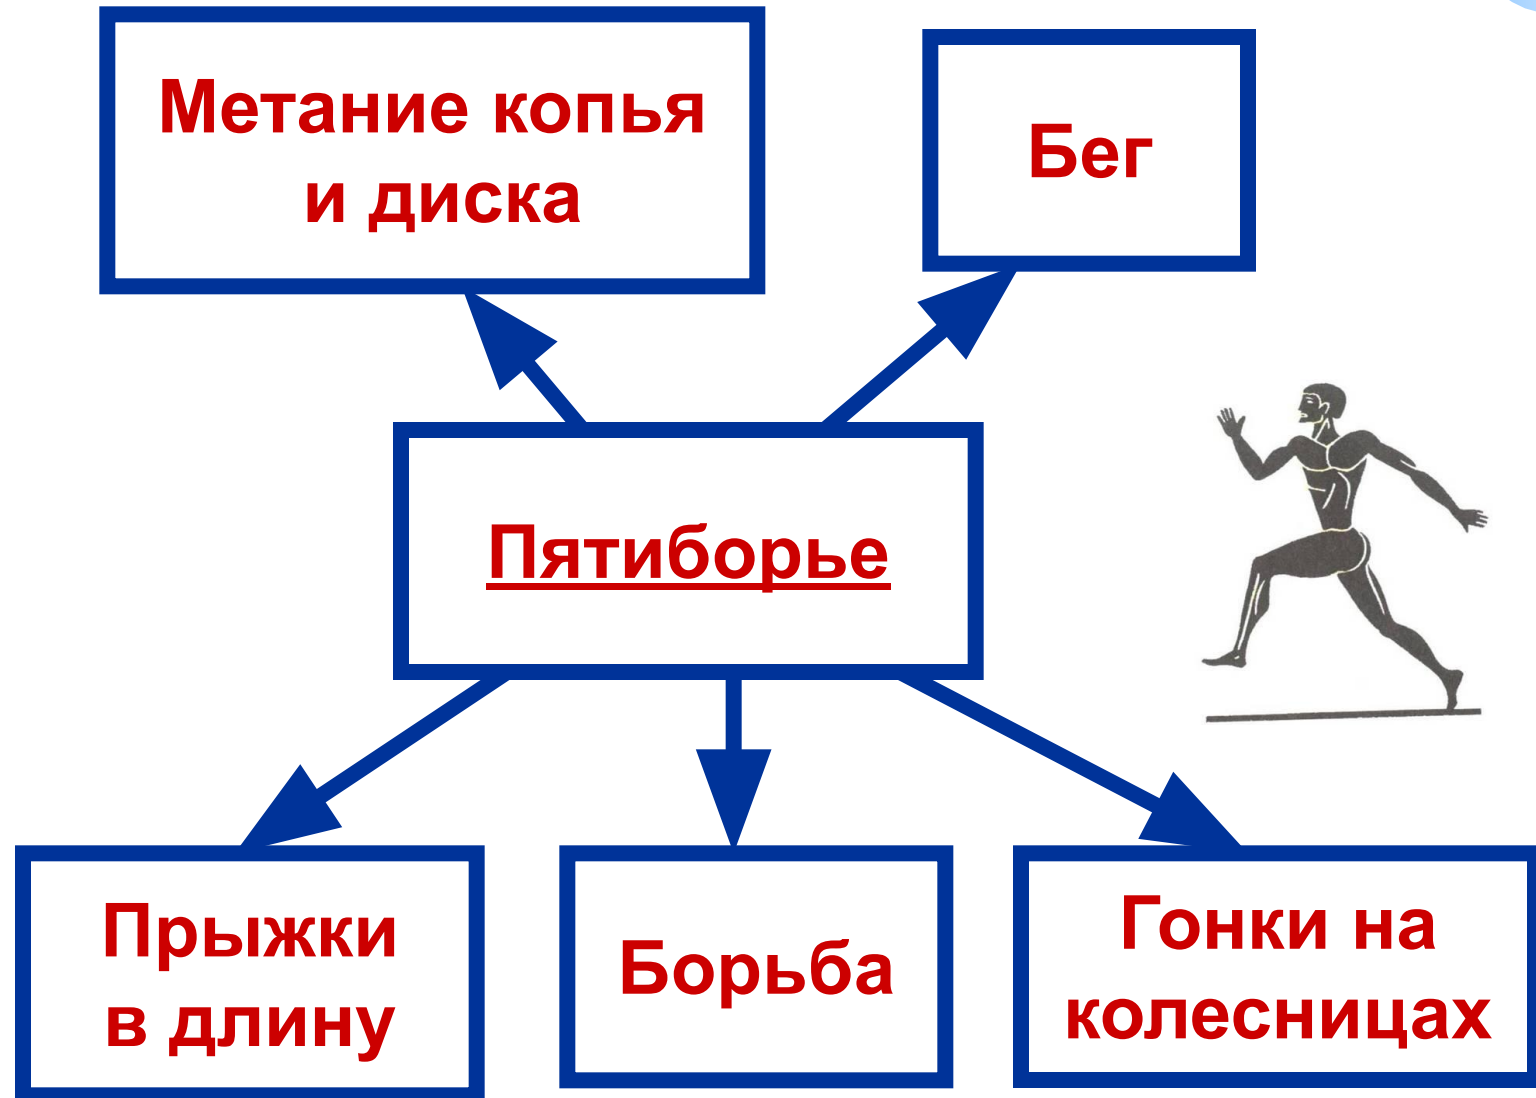 Метание копья
и диска
Бег
Пятиборье
Прыжки
в длину
Борьба
Гонки на
колесницах